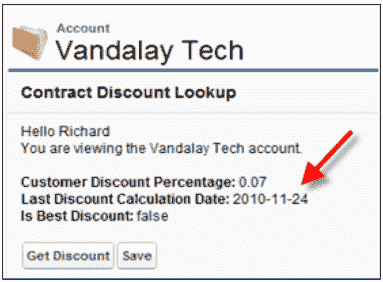 Account
Vandalay Tech
Contract Discount Lookup
Hello Richard
You are viewing the Vandalay Tech account.
Customer Discount Percentage: 0.07
Last Discount Calculation Date: 2010-11-24
Is Best Discount: false
Get Discount Save